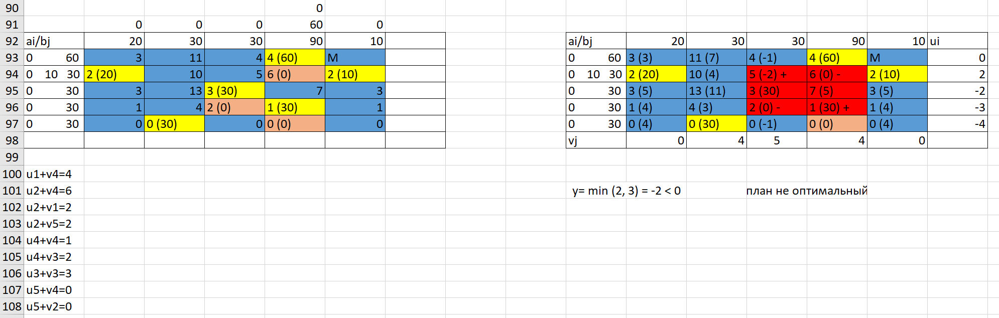 90 0
91 0 0 0 60 0
92 ai/bj 20 30 30 90 10 ai/bj 20 30 30 90 10 ui
93 0 60 3 11 4 4 (60) M 0 60 3 (3) 11 (7) 4 (-1) 4 (60) M 0
94 0 10 30 2 (20) 10 5 6 (0) 2 (10) 0 10 30 2 (20) 10 (4) 5 (-2) + 6 (0) - 2 (10) 2
95 0 30 3 13 3 (30) 7 3 0 30 3 (5) 13 (11) 3 (30) 7 (5) 3 (5) -2
96 0 30 1 4 2 (0) 1 (30) 1 0 30 1 (4) 4 (3) 2 (0) - 1 (30) + 1 (4) -3
97 0 30 0 0 (30) 0 0 (0) 0 0 30 0 (4) 0 (30) 0 (-1) 0 (0) 0 (4) -4
98 vj 0 4 5 4 0
99
100 u1+v4=4
101 u2+v4=6 y= min (2, 3) = -2 < 0 план не оптимальный
102 u2+v1=2
103 u2+v5=2
104 u4+v4=1
105 u4+v3=2
106 u3+v3=3
107 u5+v4=0
108 u5+v2=0